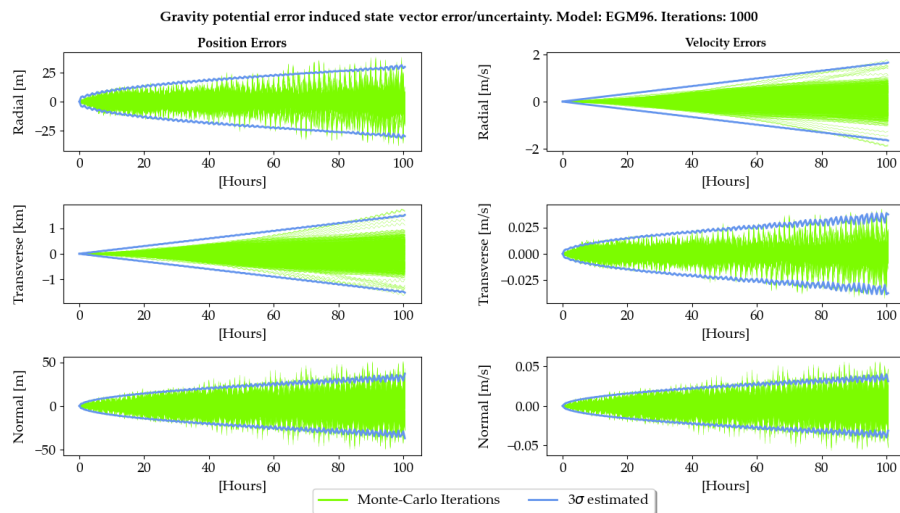 Gravity potential error induced state vector error/uncertainty. Model: EGM96. Iterations: 1000
Position Errors
Velocity Errors
Radial [m]
25
0
−25
0 20 40 60 80 100
[Hours]
Radial [m/s]
2
0
−2
0 20 40 60 80 100
[Hours]
Transverse [km]
1
0
−1
0 20 40 60 80 100
[Hours]
Transverse [m/s]
0.025
0.000
−0.025
0 20 40 60 80 100
[Hours]
Normal [m]
50
0
−50
0 20 40 60 80 100
[Hours]
Normal [m/s]
0.05
0.00
−0.05
0 20 40 60 80 100
[Hours]
Monte-Carlo Iterations
3σ estimated